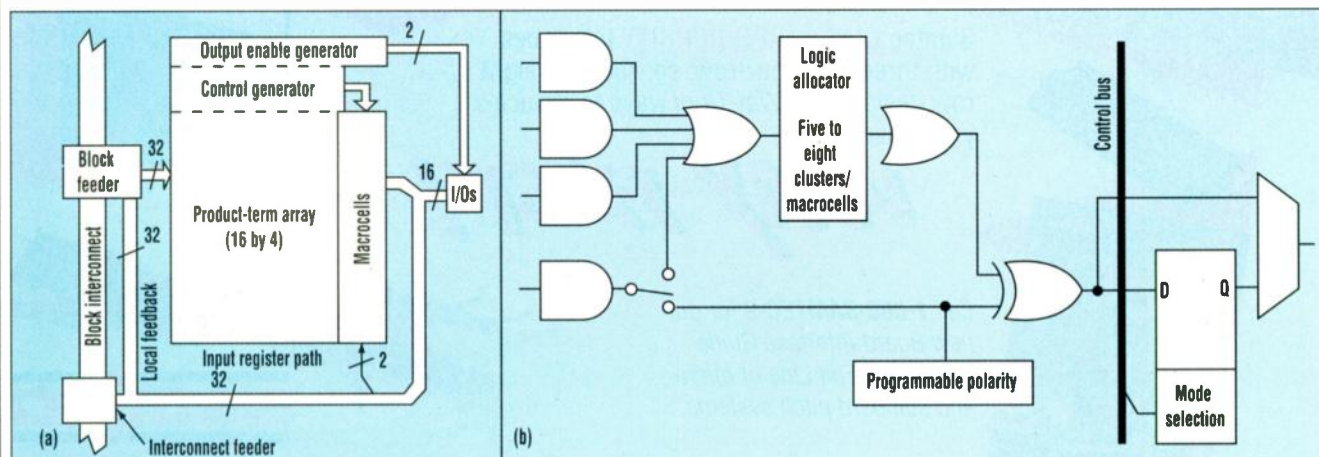 2
Output enable generator
Control generator
Block
feeder
32
16
I/Os
Product-term array
(16 by 4)
Macrocells
32
Block interconnect
Local feedback
Input register path
2
32
(a)
Interconnect feeder
Logic
allocator
Five to
eight
clusters/
macrocells
Control bus
D
Q
Programmable polarity
Mode
selection
(b)